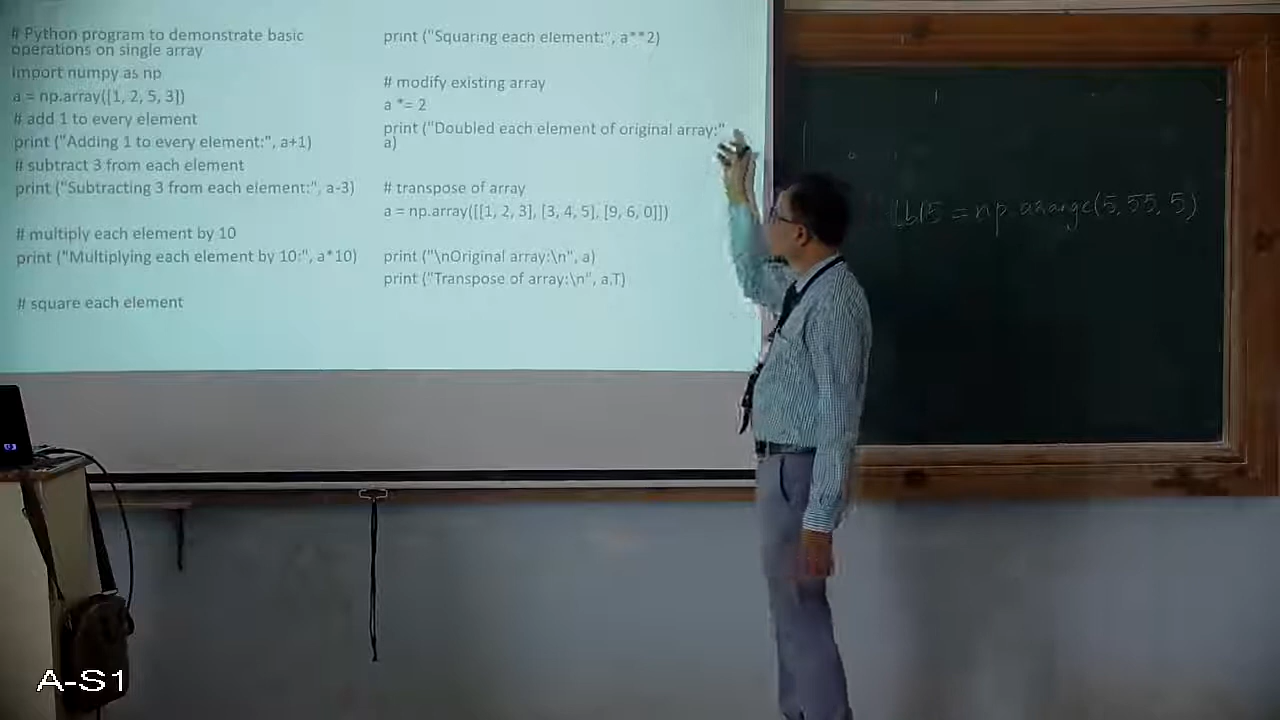 # Python program to demonstrate basic
operations on single array
import numpy as np
a = np.array([1, 2, 5, 3])
# add 1 to every element
print ("Adding 1 to every element:", a+1)
# subtract 3 from each element
print ("Subtracting 3 from each element:", a-3)
# multiply each element by 10
print ("Multiplying each element by 10:", a*10)
# square each element
print ("Squaring each element:", a**2)
# modify existing array
a *= 2
print ("Doubled each element of original array:"
a)
# transpose of array
a = np.array([[1, 2, 3], [3, 4, 5], [9, 6, 0]])
print ("\nOriginal array:\n", a)
print ("Transpose of array:\n", a.T)
= np.arange(5, 55, 5)
A-S1